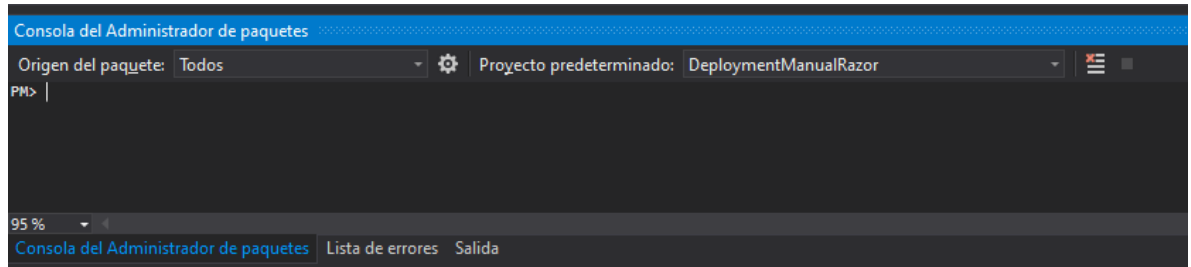 Consola del Administrador de paquetes
Origen del paquete: Todos Proyecto predeterminado: DeploymentManualRazor
PM>
95 %
Consola del Administrador de paquetes Lista de errores Salida